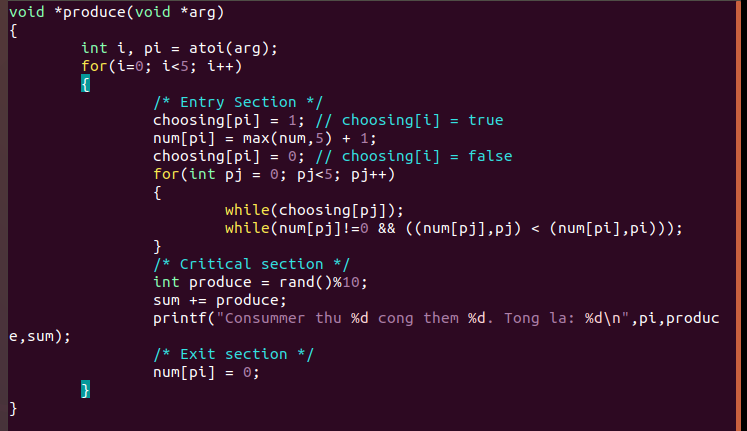 void *produce(void *arg)
{
        int i, pi = atoi(arg);
        for(i=0; i<5; i++)
        {
                /* Entry Section */
                choosing[pi] = 1; // choosing[i] = true
                num[pi] = max(num,5) + 1;
                choosing[pi] = 0; // choosing[i] = false
                for(int pj = 0; pj<5; pj++)
                {
                        while(choosing[pj]);
                        while(num[pj]!=0 && ((num[pj],pj) < (num[pi],pi)));
                }
                /* Critical section */
                int produce = rand()%10;
                sum += produce;
                printf("Consummer thu %d cong them %d. Tong la: %d\n",pi,produc
e,sum);
                /* Exit section */
                num[pi] = 0;
        }
}